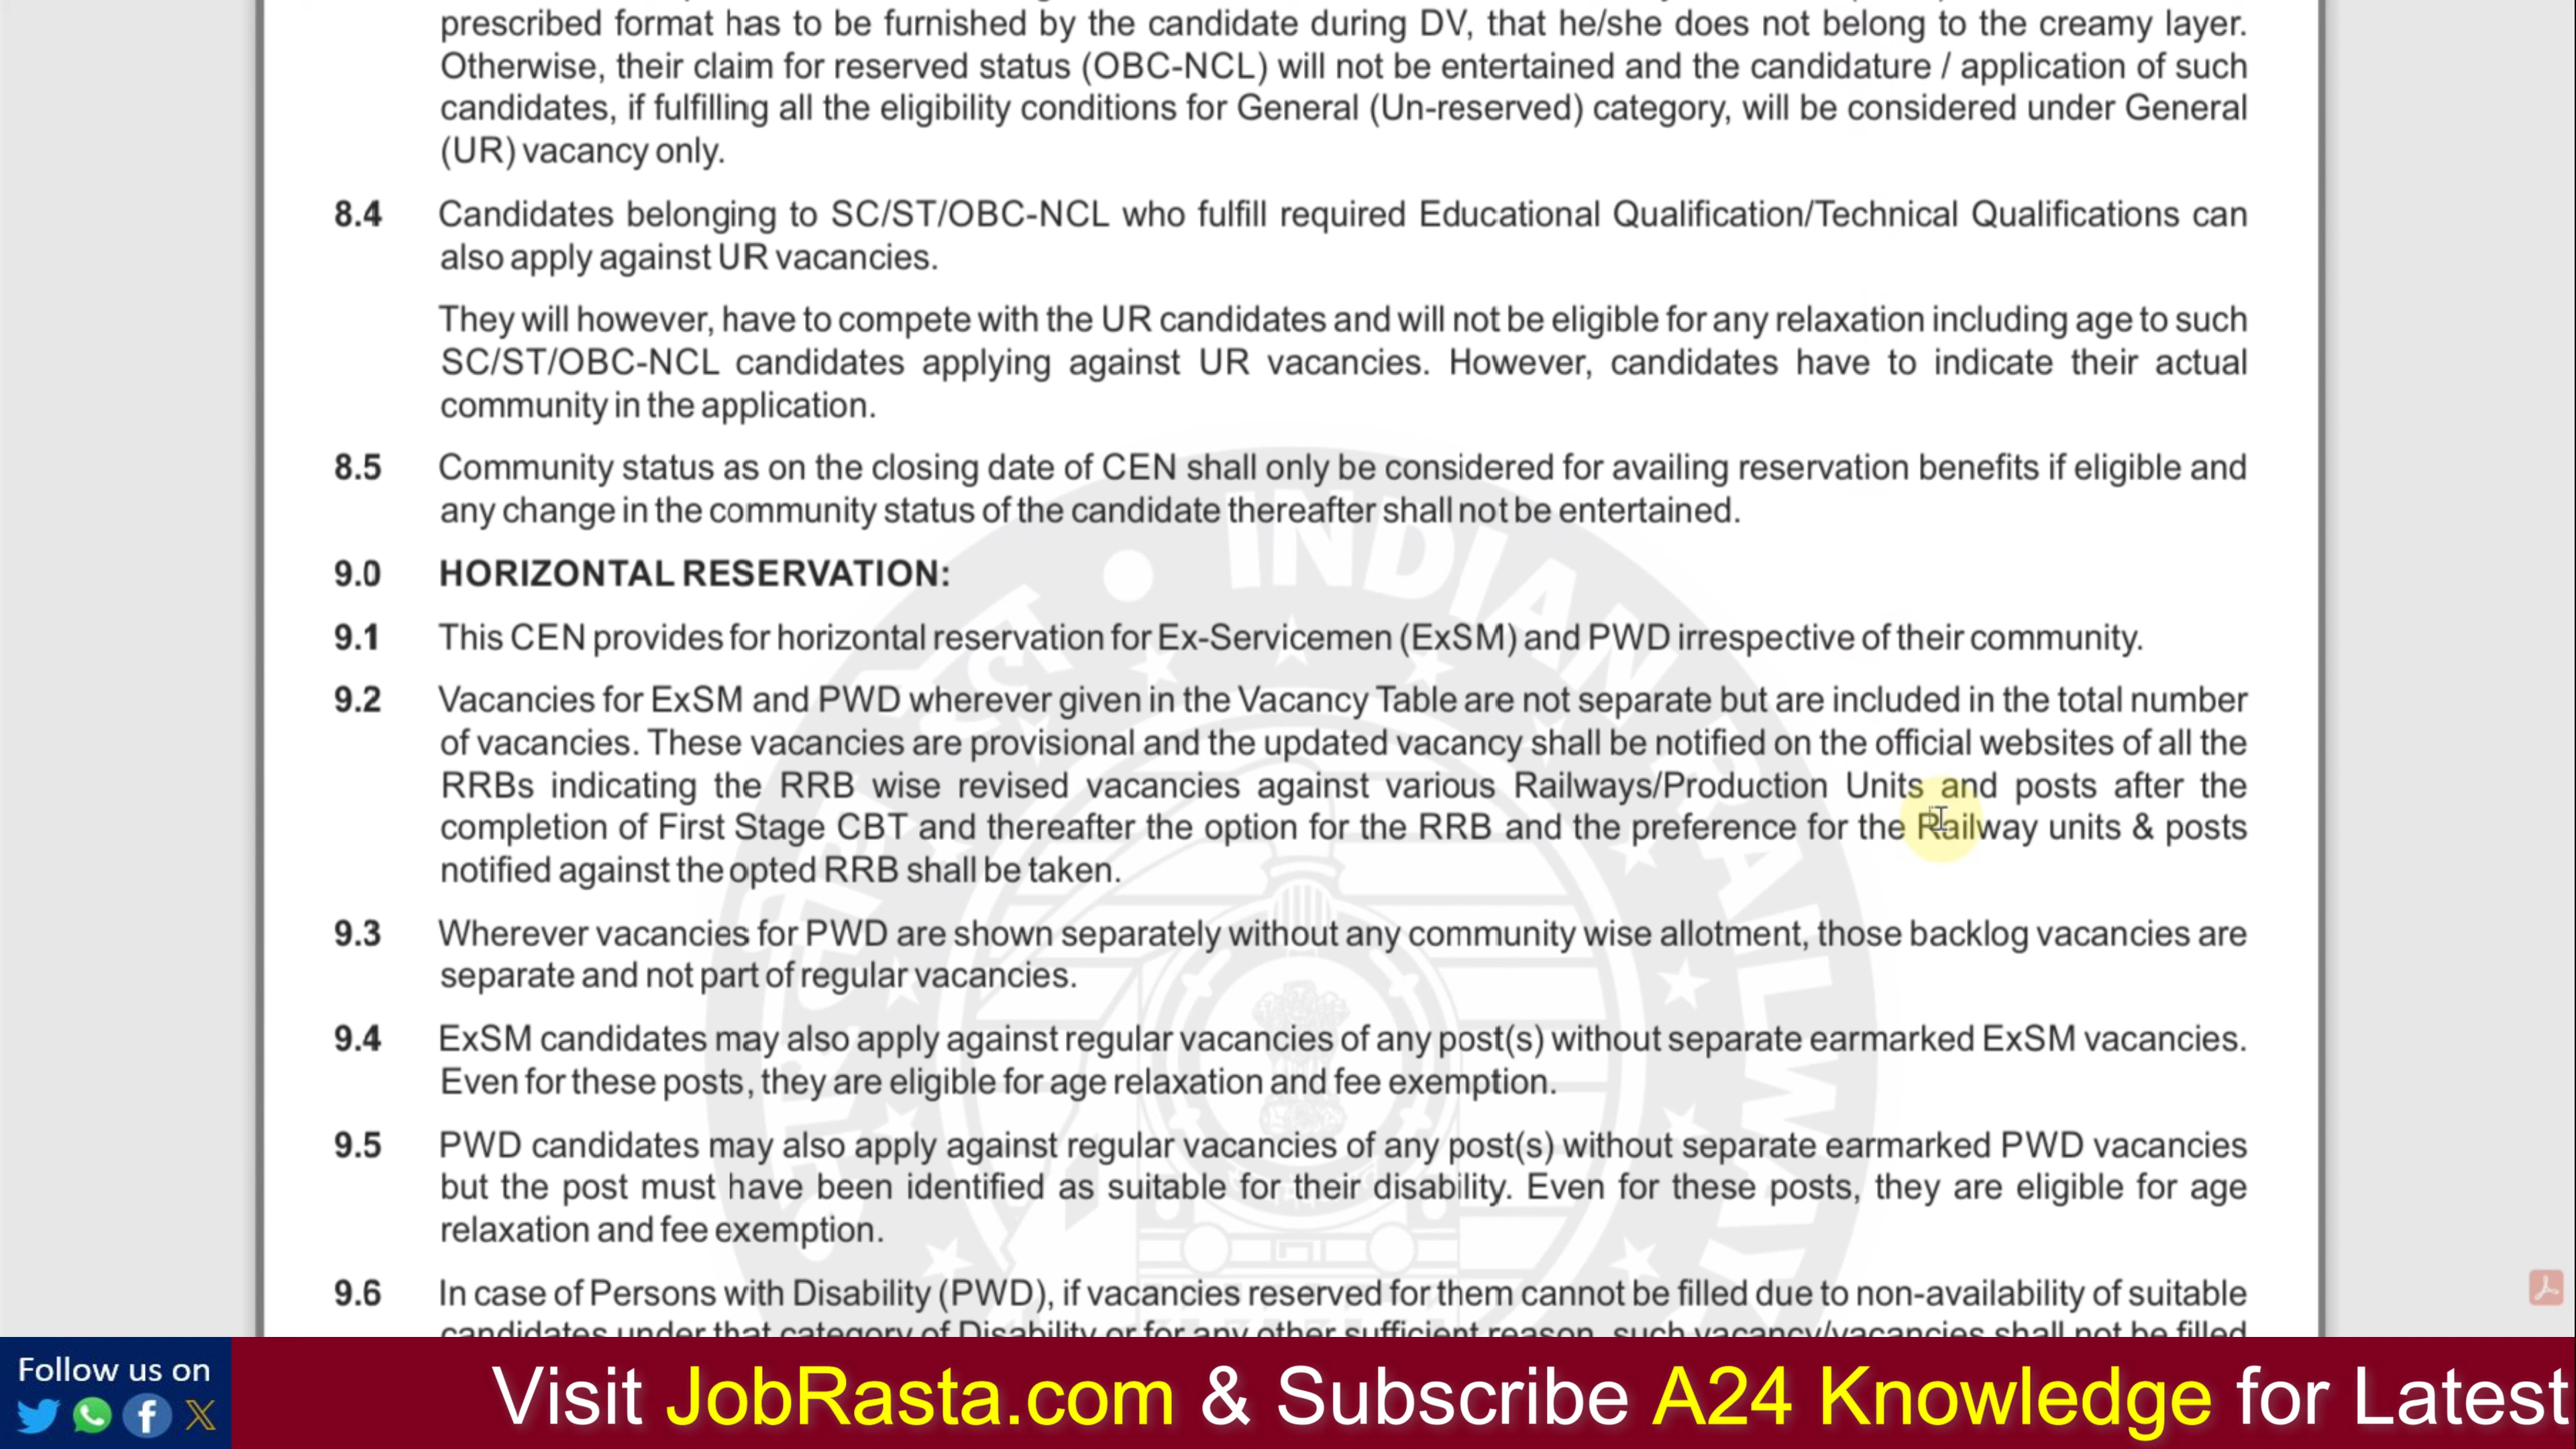 prescribed format has to be furnished by the candidate during DV, that he/she does not belong to the creamy layer.
Otherwise, their claim for reserved status (OBC-NCL) will not be entertained and the candidature / application of such
candidates, if fulfilling all the eligibility conditions for General (Un-reserved) category, will be considered under General
(UR) vacancy only.
8.4 Candidates belonging to SC/ST/OBC-NCL who fulfill required Educational Qualification/Technical Qualifications can
also apply against UR vacancies.
They will however, have to compete with the UR candidates and will not be eligible for any relaxation including age to such
SC/ST/OBC-NCL candidates applying against UR vacancies. However, candidates have to indicate their actual
community in the application.
8.5 Community status as on the closing date of CEN shall only be considered for availing reservation benefits if eligible and
any change in the community status of the candidate thereafter shall not be entertained.
9.0 HORIZONTAL RESERVATION:
9.1 This CEN provides for horizontal reservation for Ex-Servicemen (ExSM) and PWD irrespective of their community.
9.2 Vacancies for ExSM and PWD wherever given in the Vacancy Table are not separate but are included in the total number
of vacancies. These vacancies are provisional and the updated vacancy shall be notified on the official websites of all the
RRBs indicating the RRB wise revised vacancies against various Railways/Production Units and posts after the
completion of First Stage CBT and thereafter the option for the RRB and the preference for the Railway units & posts
notified against the opted RRB shall be taken.
9.3 Wherever vacancies for PWD are shown separately without any community wise allotment, those backlog vacancies are
separate and not part of regular vacancies.
9.4 ExSM candidates may also apply against regular vacancies of any post(s) without separate earmarked ExSM vacancies.
Even for these posts, they are eligible for age relaxation and fee exemption.
9.5 PWD candidates may also apply against regular vacancies of any post(s) without separate earmarked PWD vacancies
but the post must have been identified as suitable for their disability. Even for these posts, they are eligible for age
relaxation and fee exemption.
9.6 In case of Persons with Disability (PWD), if vacancies reserved for them cannot be filled due to non-availability of suitable
candidates under that category of Disability or for any other sufficient reason, such vacancy/vacancies shall not be filled
INDIAN RAILWAY
Follow us on
Visit JobRasta.com & Subscribe A24 Knowledge for Latest